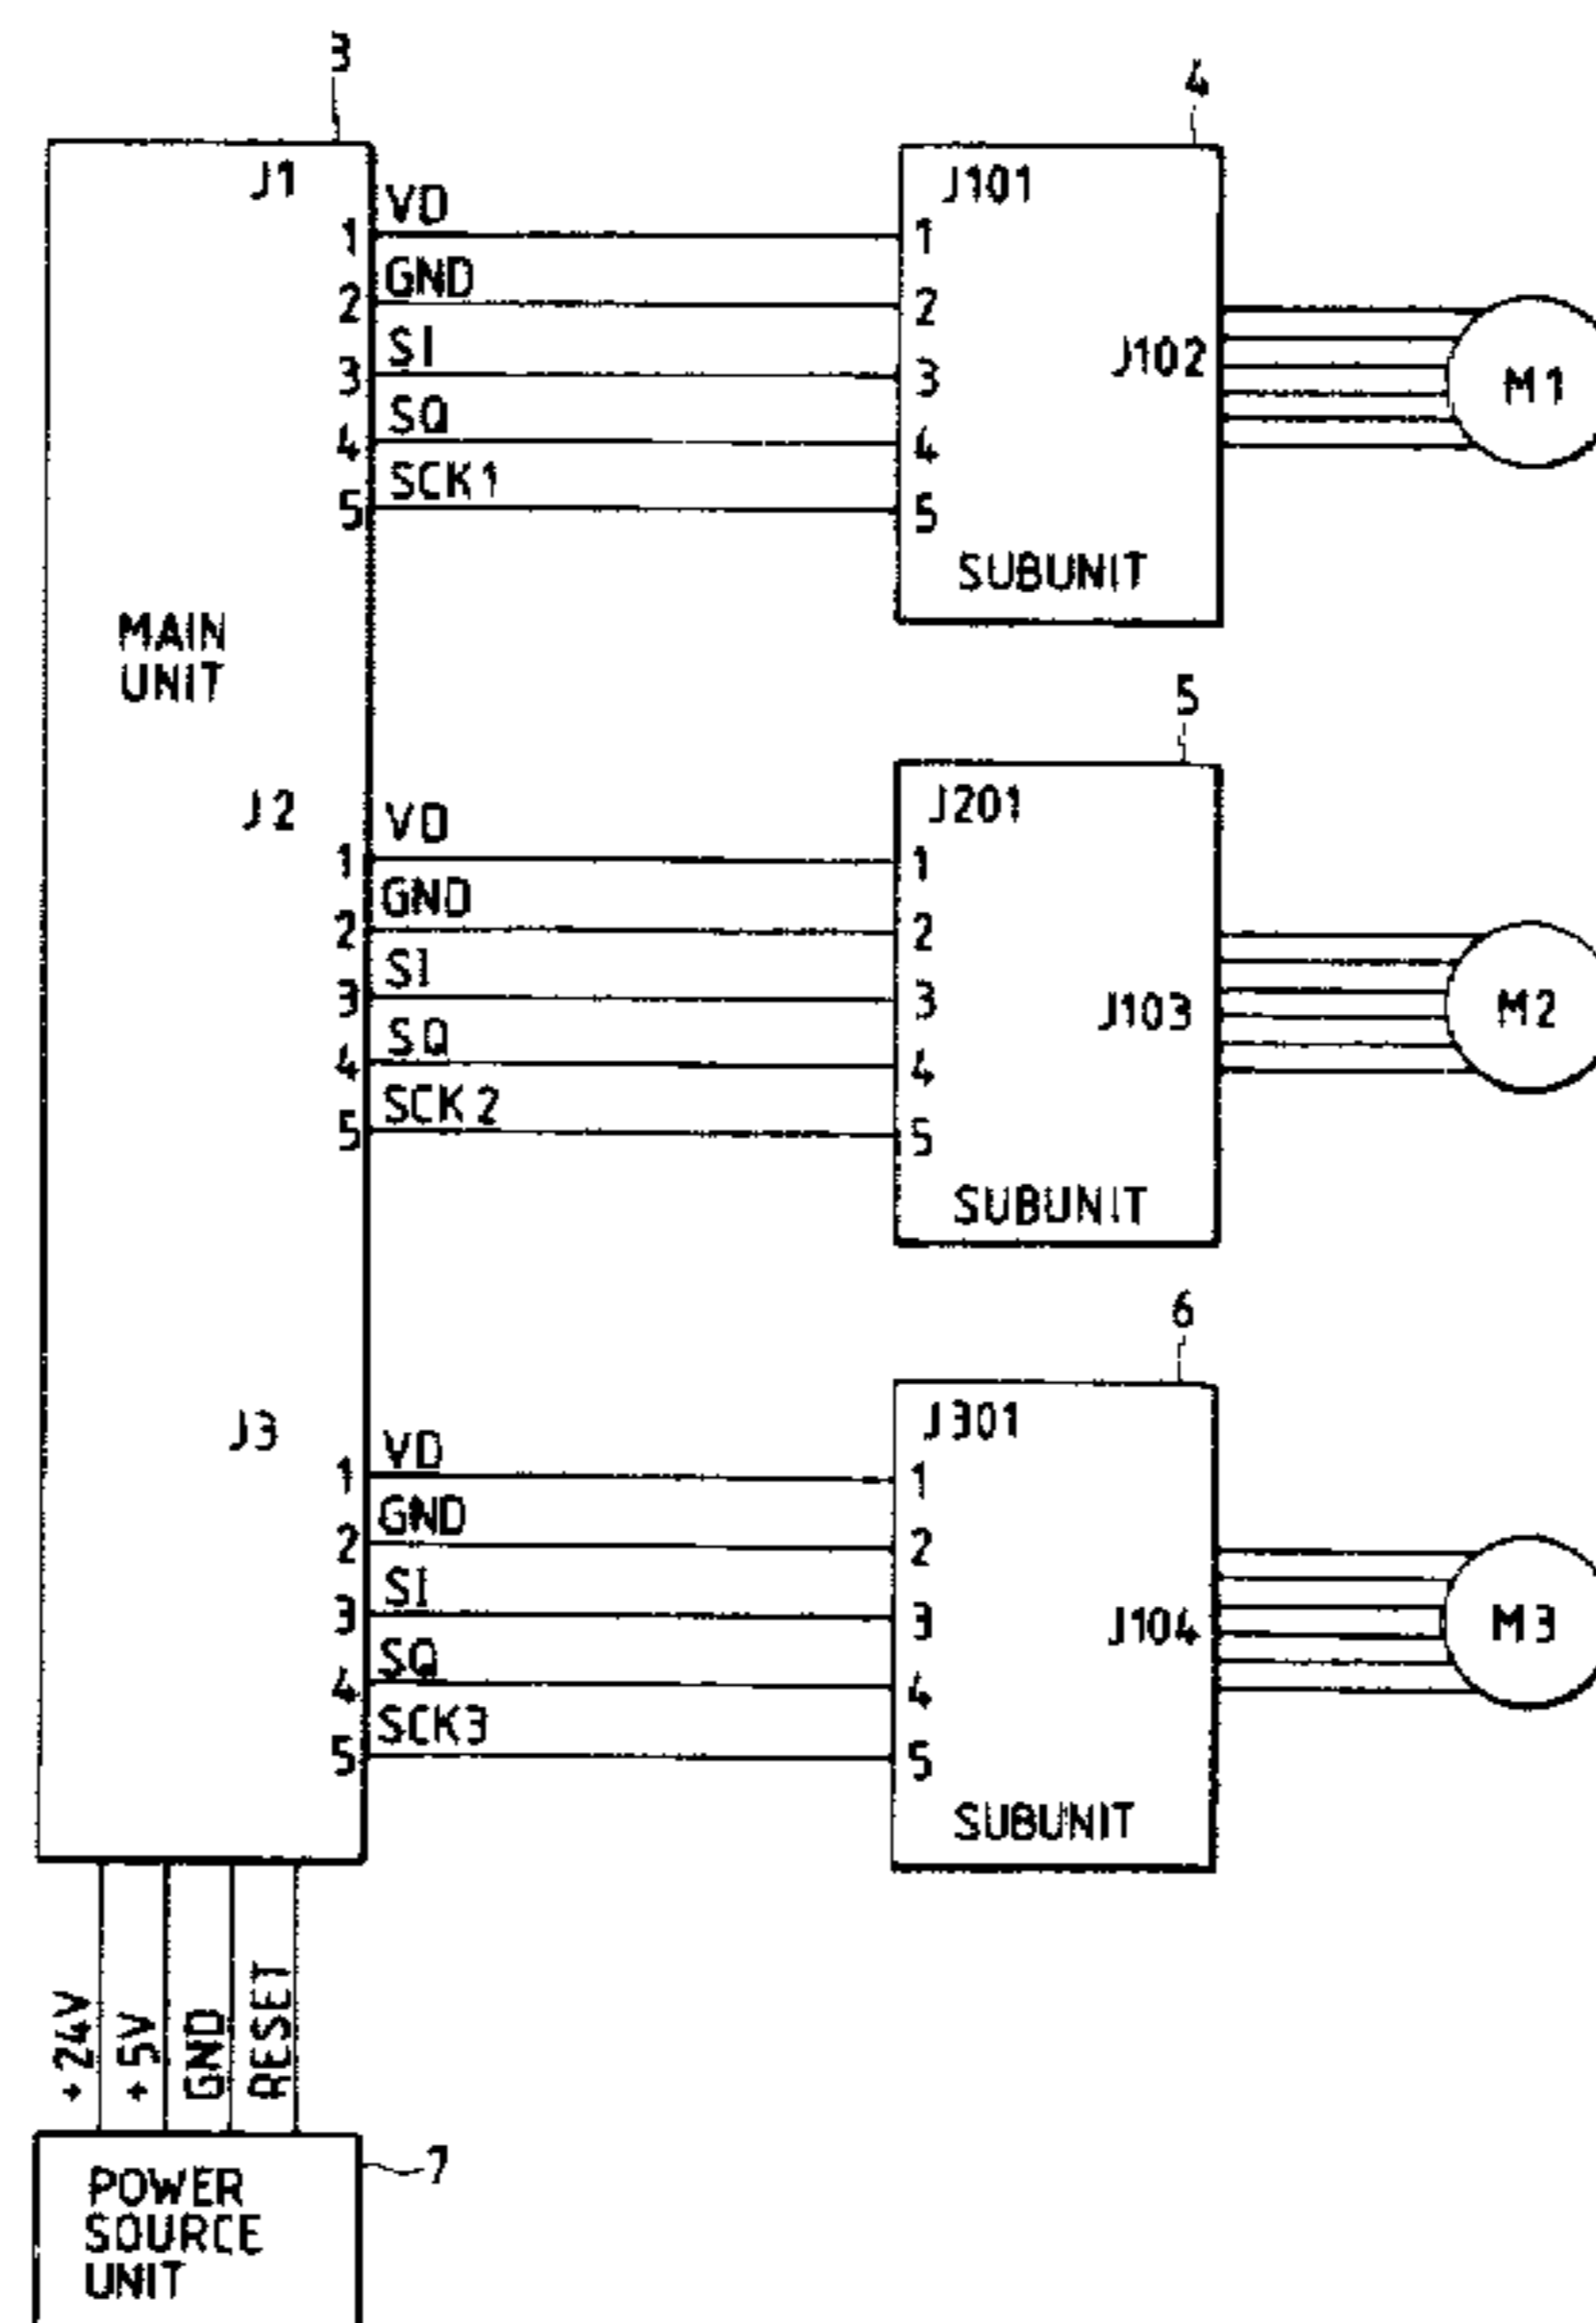 3
4
J1
J101
VD
1
1
GND
2
2
SI
3
3
J102
M1
SQ
4
4
SCK1
5
5
SUBUNIT
MAIN
UNIT
5
J2
J201
VD
1
1
GND
2
2
SI
3
3
J103
M2
SQ
4
4
SCK2
5
5
SUBUNIT
6
J3
J301
VD
1
1
GND
2
2
SI
3
3
J104
M3
SQ
4
4
SCK3
5
5
SUBUNIT
+24V
+5V
GND
RESET
7
POWER
SOURCE
UNIT